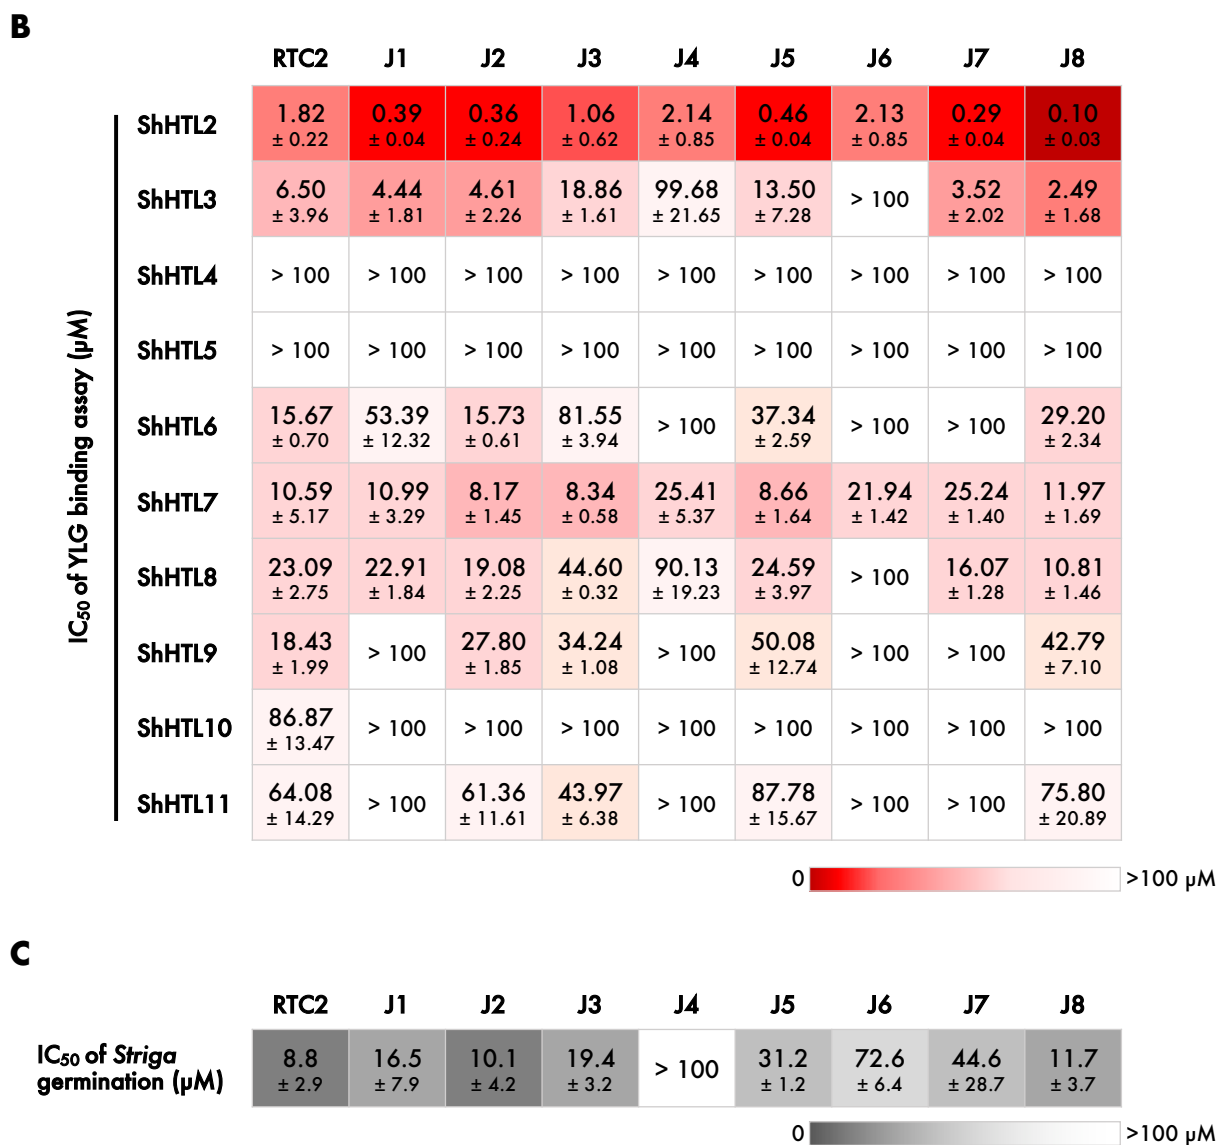 B
RTC2 J1 J2 J3 J4 J5 J6 J7 J8
IC50 of YLG binding assay (µM)
ShHTL2 1.82 0.39 0.36 1.06 2.14 0.46 2.13 0.29 0.10
± 0.22 ± 0.04 ± 0.24 ± 0.62 ± 0.85 ± 0.04 ± 0.85 ± 0.04 ± 0.03
ShHTL3 6.50 4.44 4.61 18.86 99.68 13.50 > 100 3.52 2.49
± 3.96 ± 1.81 ± 2.26 ± 1.61 ± 21.65 ± 7.28 ± 2.02 ± 1.68
ShHTL4 > 100 > 100 > 100 > 100 > 100 > 100 > 100 > 100 > 100
ShHTL5 > 100 > 100 > 100 > 100 > 100 > 100 > 100 > 100 > 100
ShHTL6 15.67 53.39 15.73 81.55 > 100 37.34 > 100 > 100 29.20
± 0.70 ± 12.32 ± 0.61 ± 3.94 ± 2.59 ± 2.34
ShHTL7 10.59 10.99 8.17 8.34 25.41 8.66 21.94 25.24 11.97
± 5.17 ± 3.29 ± 1.45 ± 0.58 ± 5.37 ± 1.64 ± 1.42 ± 1.40 ± 1.69
ShHTL8 23.09 22.91 19.08 44.60 90.13 24.59 > 100 16.07 10.81
± 2.75 ± 1.84 ± 2.25 ± 0.32 ± 19.23 ± 3.97 ± 1.28 ± 1.46
ShHTL9 18.43 > 100 27.80 34.24 > 100 50.08 > 100 > 100 42.79
± 1.99 ± 1.85 ± 1.08 ± 12.74 ± 7.10
ShHTL10 86.87 > 100 > 100 > 100 > 100 > 100 > 100 > 100 > 100
± 13.47
ShHTL11 64.08 > 100 61.36 43.97 > 100 87.78 > 100 > 100 75.80
± 14.29 ± 11.61 ± 6.38 ± 15.67 ± 20.89
0 >100 µM
C
RTC2 J1 J2 J3 J4 J5 J6 J7 J8
IC50 of Striga 8.8 16.5 10.1 19.4 > 100 31.2 72.6 44.6 11.7
germination (µM) ± 2.9 ± 7.9 ± 4.2 ± 3.2 ± 1.2 ± 6.4 ± 28.7 ± 3.7
0 >100 µM